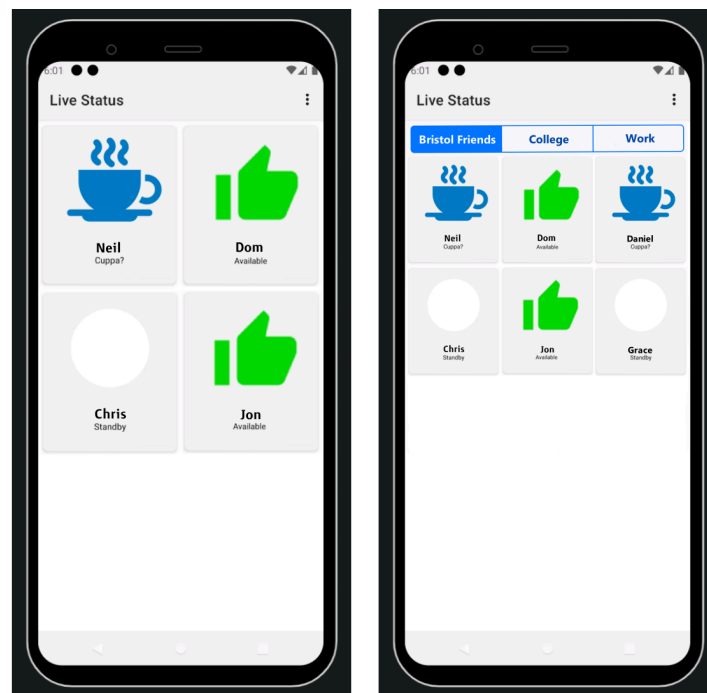 6:01
Live Status
Neil
Cuppa?
Dom
Available
Chris
Standby
Jon
Available
6:01
Live Status
Bristol Friends College Work
Neil
Cuppa?
Dom
Available
Daniel
Cuppa?
Chris
Standby
Jon
Available
Grace
Standby